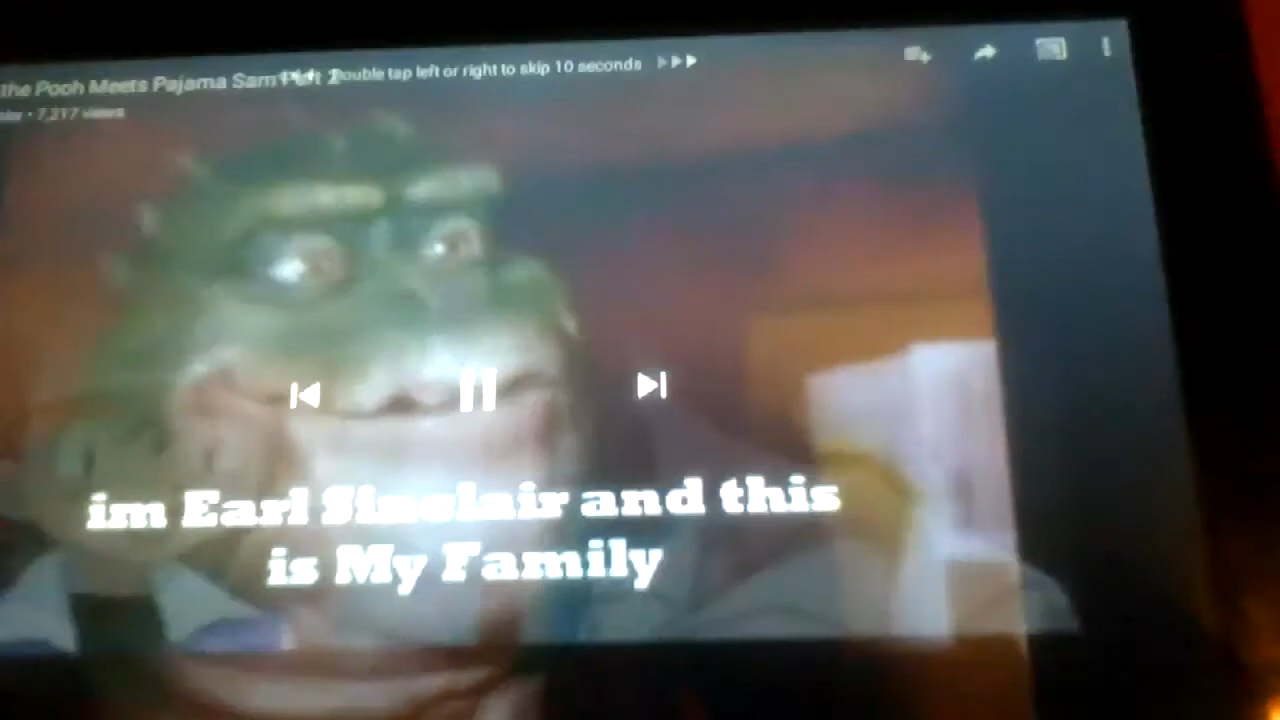 the Pooh Meets Pajama Sam Part 2
Double tap left or right to skip 10 seconds
• 7,217 views
im Earl Sinclair and this
is My Family